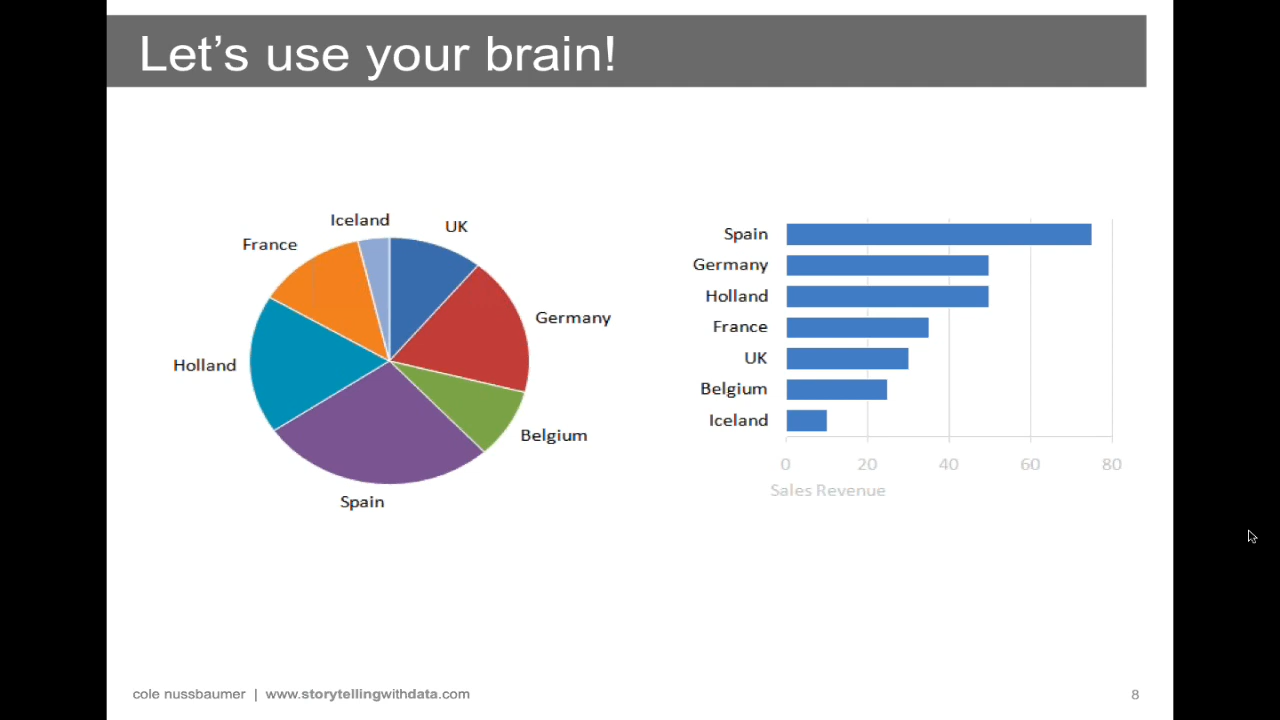 Let's use your brain!
Iceland
UK
France
Germany
Holland
Belgium
Spain
Spain
Germany
Holland
France
UK
Belgium
Iceland
0 20 40 60 80
Sales Revenue
cole nussbaumer | www.storytellingwithdata.com
8